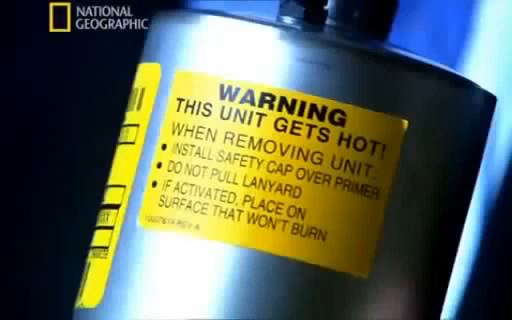 NATIONAL
GEOGRAPHIC
WARNING
THIS UNIT GETS HOT!
WHEN REMOVING UNIT:
• INSTALL SAFETY CAP OVER PRIMER
• DO NOT PULL LANYARD
• IF ACTIVATED, PLACE ON
SURFACE THAT WON'T BURN